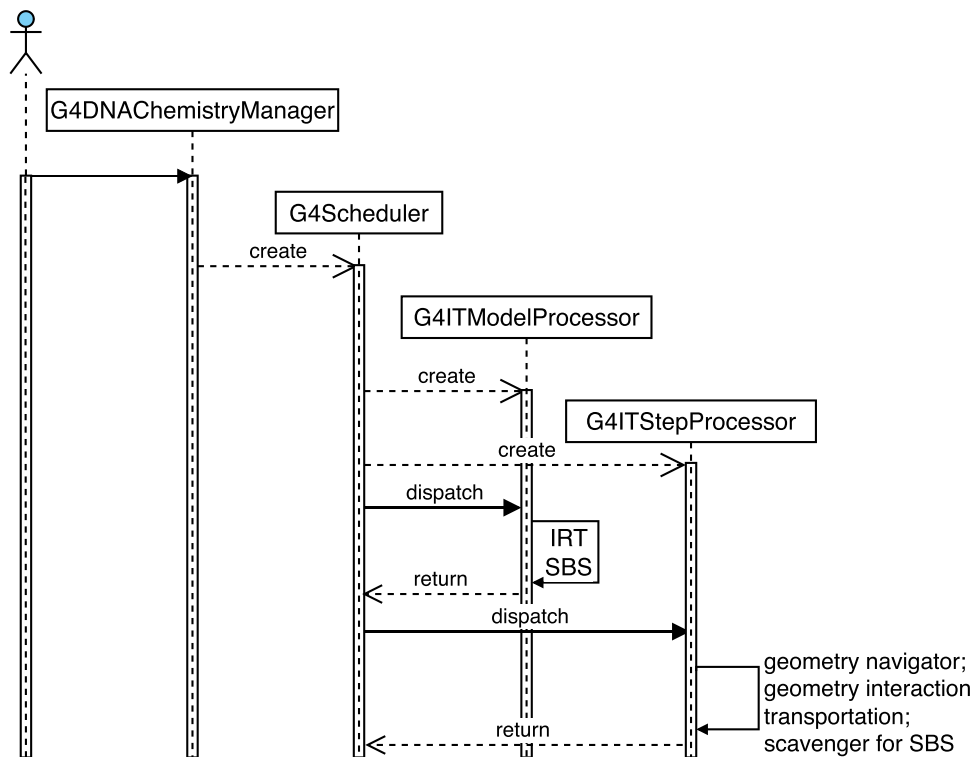 G4DNAChemistryManager
G4Scheduler
create
G4ITModelProcessor
create
G4ITStepProcessor
create
dispatch
IRT
SBS
return
dispatch
geometry navigator;
geometry interaction
transportation;
scavenger for SBS
return